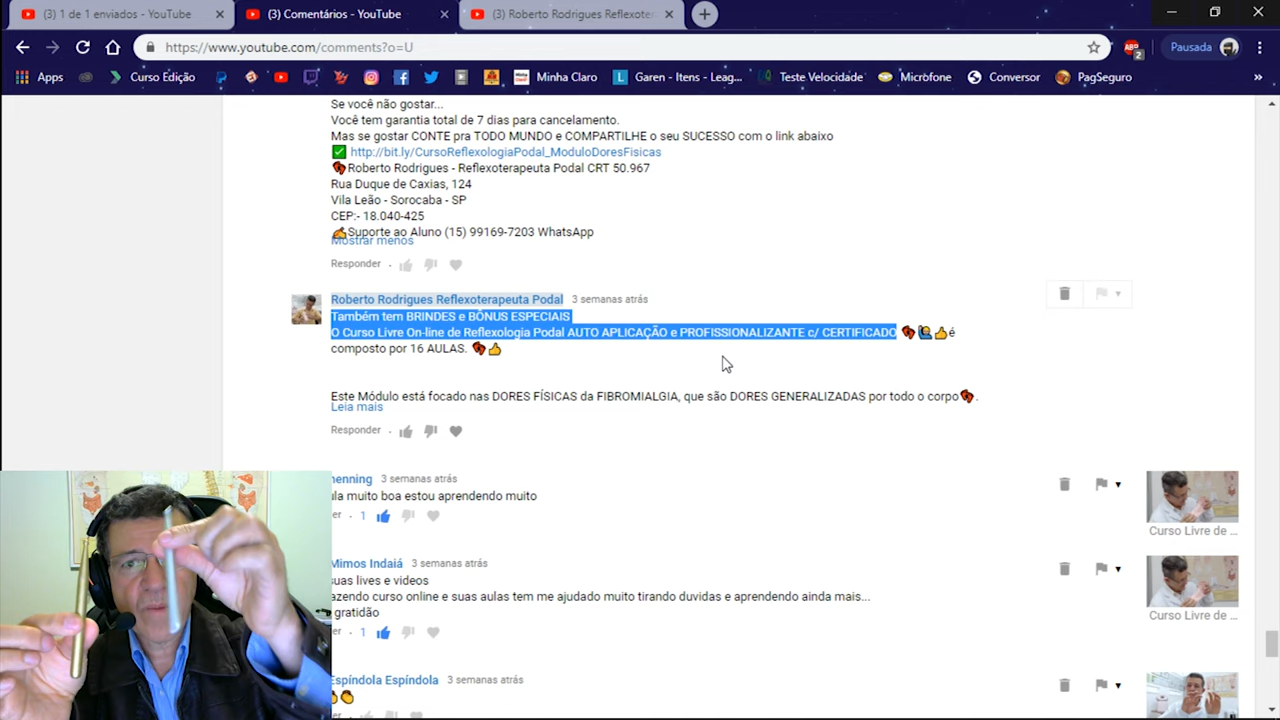 (3) 1 de 1 enviados - YouTube
(3) Comentários - YouTube
(3) Roberto Rodrigues Reflexoter
https://www.youtube.com/comments?o=U
ABP
2
Pausada
Apps
Curso Edição
Minha Claro
Garen - Itens - Leag...
Teste Velocidade
Microfone
Conversor
PagSeguro
»
Se você não gostar...
Você tem garantia total de 7 dias para cancelamento.
Mas se gostar CONTE pra TODO MUNDO e COMPARTILHE o seu SUCESSO com o link abaixo
✅ http://bit.ly/CursoReflexologiaPodal_ModuloDoresFisicas
👣Roberto Rodrigues - Reflexoterapeuta Podal CRT 50.967
Rua Duque de Caxias, 124
Vila Leão - Sorocaba - SP
CEP:- 18.040-425
✍Suporte ao Aluno (15) 99169-7203 WhatsApp
Mostrar menos
Responder
Roberto Rodrigues Reflexoterapeuta Podal 3 semanas atrás
Também tem BRINDES e BÔNUS ESPECIAIS
O Curso Livre On-line de Reflexologia Podal AUTO APLICAÇÃO e PROFISSIONALIZANTE c/ CERTIFICADO 👣🙋👍é
composto por 16 AULAS. 👣👍
Este Módulo está focado nas DORES FÍSICAS da FIBROMIALGIA, que são DORES GENERALIZADAS por todo o corpo👣.
Leia mais
Responder
henning 3 semanas atrás
ula muito boa estou aprendendo muito
er 1
Curso Livre de ...
Mimos Indaiá 3 semanas atrás
suas lives e videos
azendo curso online e suas aulas tem me ajudado muito tirando duvidas e aprendendo ainda mais...
gratidão
er 1
Curso Livre de ...
Espíndola Espíndola 3 semanas atrás